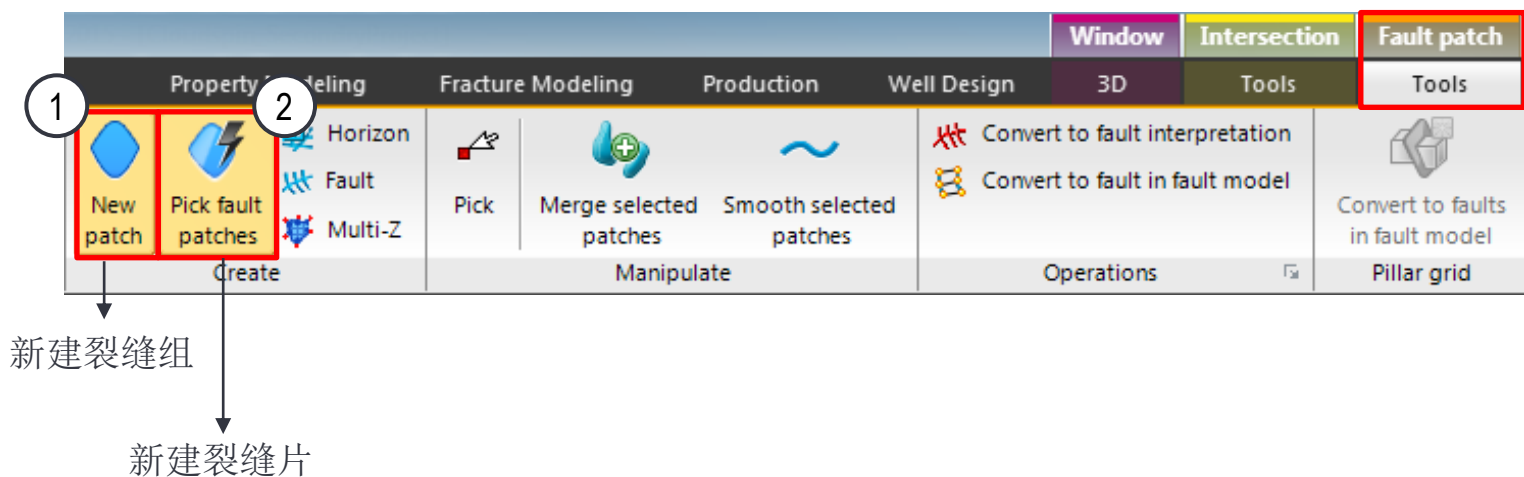 Window Intersection Fault patch
Property Modeling Fracture Modeling Production Well Design 3D Tools Tools
1
2
New
patch
Pick fault
patches
Horizon
Fault
Multi-Z
Create
Pick
Merge selected
patches
Smooth selected
patches
Manipulate
Convert to fault interpretation
Convert to fault in fault model
Operations
Convert to faults
in fault model
Pillar grid
新建裂缝组
新建裂缝片